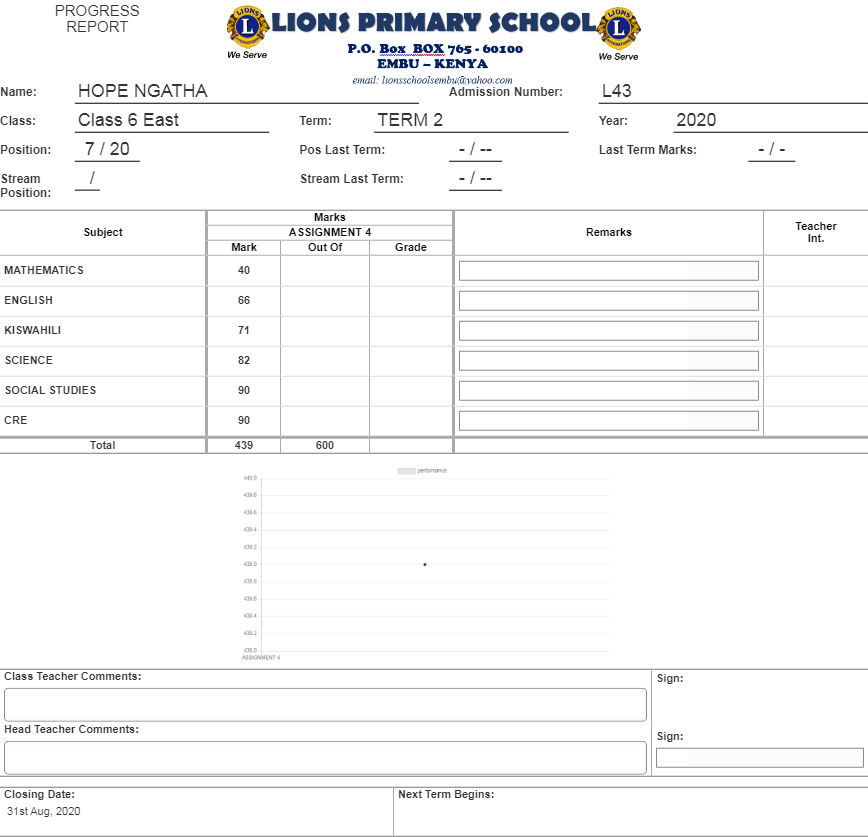 PROGRESS
REPORT
LIONS
L
INTERNATIONAL
We Serve
LIONS PRIMARY SCHOOL
P.O. Box BOX 765 - 60100
EMBU – KENYA
email: lionsschoolsembu@yahoo.com
LIONS
L
INTERNATIONAL
We Serve
Name: HOPE NGATHA Admission Number: L43
Class: Class 6 East Term: TERM 2 Year: 2020
Position: 7 / 20 Pos Last Term: - / -- Last Term Marks: - / -
Stream Position: / Stream Last Term: - / --
Subject Marks Remarks Teacher Int.
ASSIGNMENT 4
Mark Out Of Grade
MATHEMATICS 40
ENGLISH 66
KISWAHILI 71
SCIENCE 82
SOCIAL STUDIES 90
CRE 90
Total 439 600
performance
440.0
439.8
439.6
439.4
439.2
439.0
438.8
438.6
438.4
438.2
438.0
ASSIGNMENT 4
Class Teacher Comments: Sign:
Head Teacher Comments: Sign:
Closing Date: Next Term Begins:
31st Aug, 2020